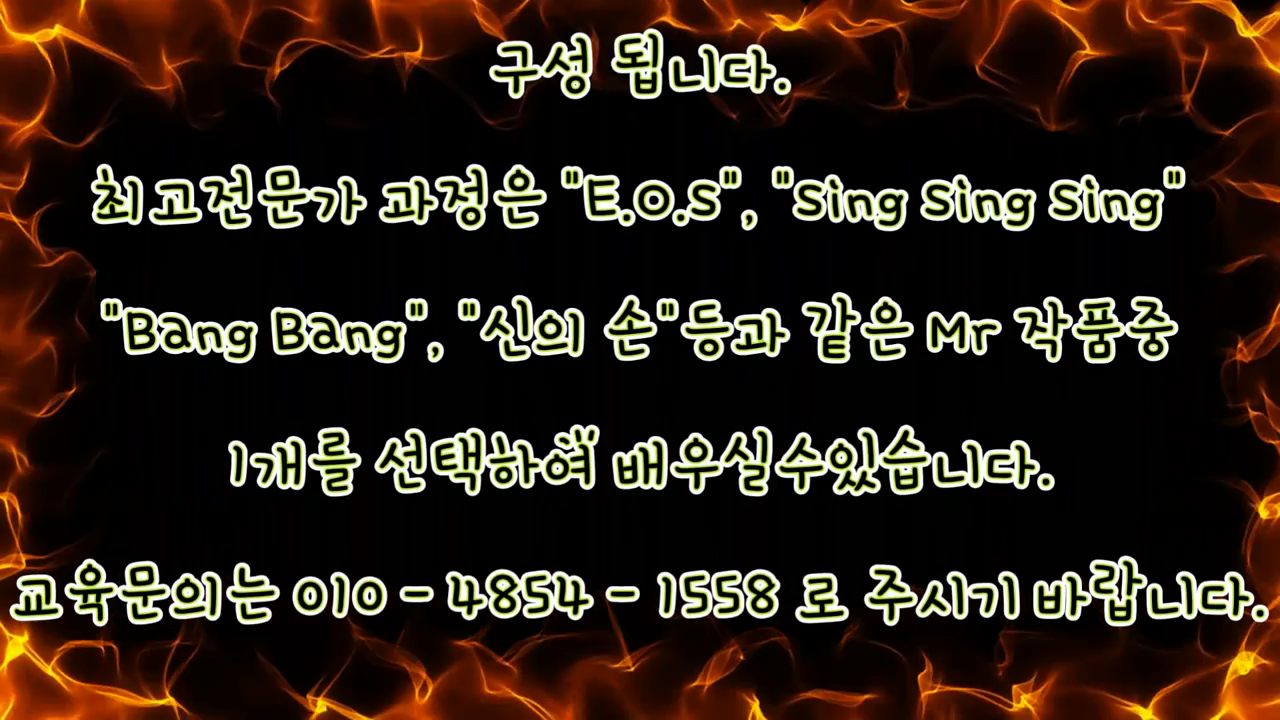 구성 됩니다.
최고전문가 과정은 "E.O.S", "Sing Sing Sing"
"Bang Bang", "신의 손"등과 같은 Mr 작품중
1개를 선택하여 배우실수있습니다.
교육문의는 010 - 4854 - 1558 로 주시기 바랍니다.